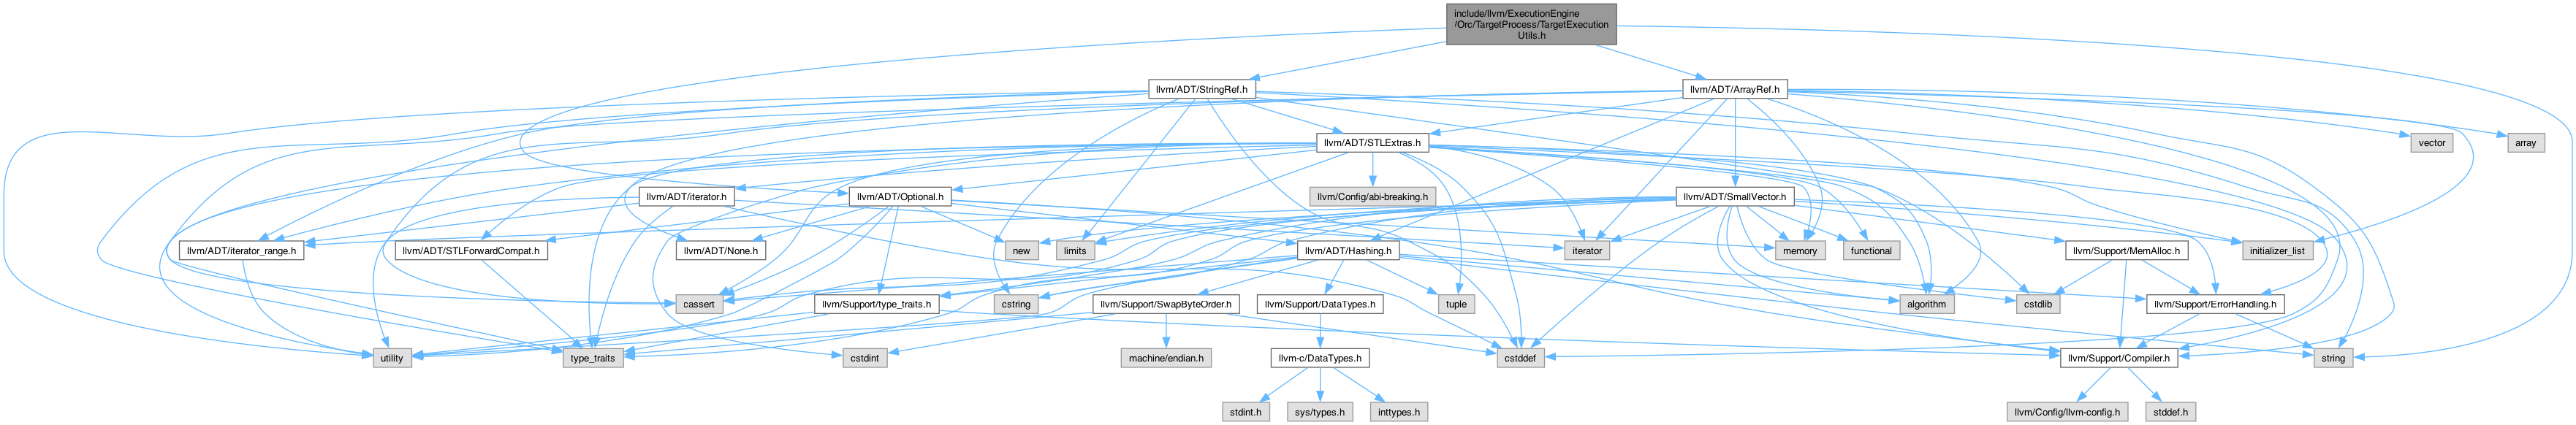 include/llvm/ExecutionEngine
/Orc/TargetProcess/TargetExecution
Utils.h
llvm/ADT/StringRef.h
llvm/ADT/ArrayRef.h
llvm/ADT/STLExtras.h
vector
array
llvm/ADT/iterator.h
llvm/ADT/Optional.h
llvm/Config/abi-breaking.h
llvm/ADT/SmallVector.h
llvm/ADT/iterator_range.h
llvm/ADT/STLForwardCompat.h
llvm/ADT/None.h
new
limits
llvm/ADT/Hashing.h
iterator
memory
functional
llvm/Support/MemAlloc.h
initializer_list
cassert
llvm/Support/type_traits.h
cstring
llvm/Support/SwapByteOrder.h
llvm/Support/DataTypes.h
tuple
algorithm
cstdlib
llvm/Support/ErrorHandling.h
utility
type_traits
cstdint
machine/endian.h
llvm-c/DataTypes.h
cstddef
llvm/Support/Compiler.h
string
stdint.h
sys/types.h
inttypes.h
llvm/Config/llvm-config.h
stddef.h